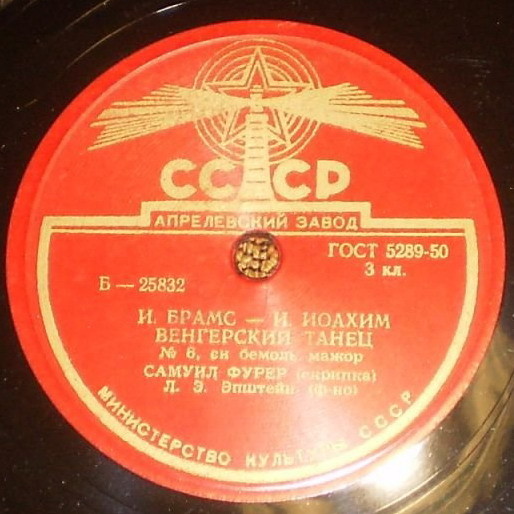 СССР
АПРЕЛЕВСКИЙ ЗАВОД
ГОСТ 5289-50
3 кл.
Б — 25832
И. БРАМС — И. ИОАХИМ
ВЕНГЕРСКИЙ ТАНЕЦ
№ 6, си бемоль мажор
САМУИЛ ФУРЕР (скрипка)
Л. Э. Эпштейн (ф-но)
МИНИСТЕРСТВО КУЛЬТУРЫ СССР